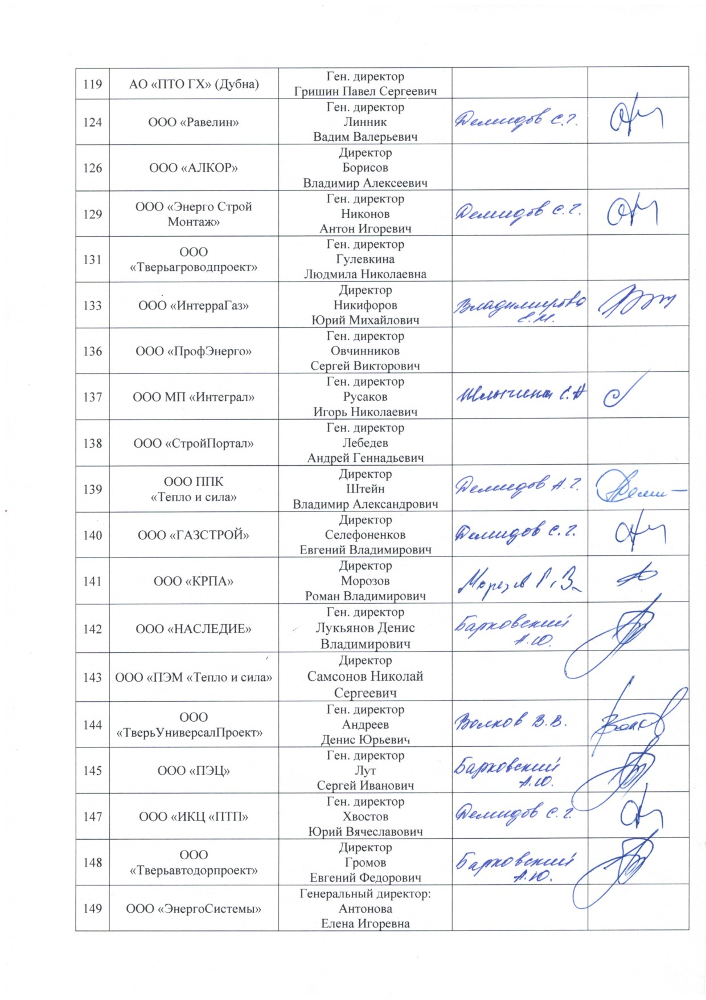 119
АО «ПТО ГХ» (Дубна)
Ген. директор
Гришин Павел Сергеевич
124
ООО «Равелин»
Ген. директор
Линник
Вадим Валерьевич
Демидов С.Г.
126
ООО «АЛКОР»
Директор
Борисов
Владимир Алексеевич
129
ООО «Энерго Строй
Монтаж»
Ген. директор
Никонов
Антон Игоревич
Демидов С.Г.
131
ООО
«Тверьагроводпроект»
Ген. директор
Гулевкина
Людмила Николаевна
133
ООО «ИнтерраГаз»
Директор
Никифоров
Юрий Михайлович
Владимирова
Е.М.
136
ООО «ПрофЭнерго»
Ген. директор
Овчинников
Сергей Викторович
137
ООО МП «Интеграл»
Ген. директор
Русаков
Игорь Николаевич
138
ООО «СтройПортал»
Ген. директор
Лебедев
Андрей Геннадьевич
139
ООО ППК
«Тепло и сила»
Директор
Штейн
Владимир Александрович
Демидов А.Г.
140
ООО «ГАЗСТРОЙ»
Директор
Селефоненков
Евгений Владимирович
Демидов С.Г.
141
ООО «КРПА»
Директор
Морозов
Роман Владимирович
Морозов Р.В.
142
ООО «НАСЛЕДИЕ»
Ген. директор
Лукьянов Денис
Владимирович
Барковский
А.Ю.
143
ООО «ПЭМ «Тепло и сила»
Директор
Самсонов Николай
Сергеевич
144
ООО
«ТверьУниверсалПроект»
Ген. директор
Андреев
Денис Юрьевич
Волков В.В.
145
ООО «ПЭЦ»
Ген. директор
Лут
Сергей Иванович
Барковский
А.Ю.
147
ООО «ИКЦ «ПТП»
Ген. директор
Хвостов
Юрий Вячеславович
Демидов С.Г.
148
ООО
«Тверьавтодорпроект»
Директор
Громов
Евгений Федорович
Барковский
А.Ю.
149
ООО «ЭнергоСистемы»
Генеральный директор:
Антонова
Елена Игоревна